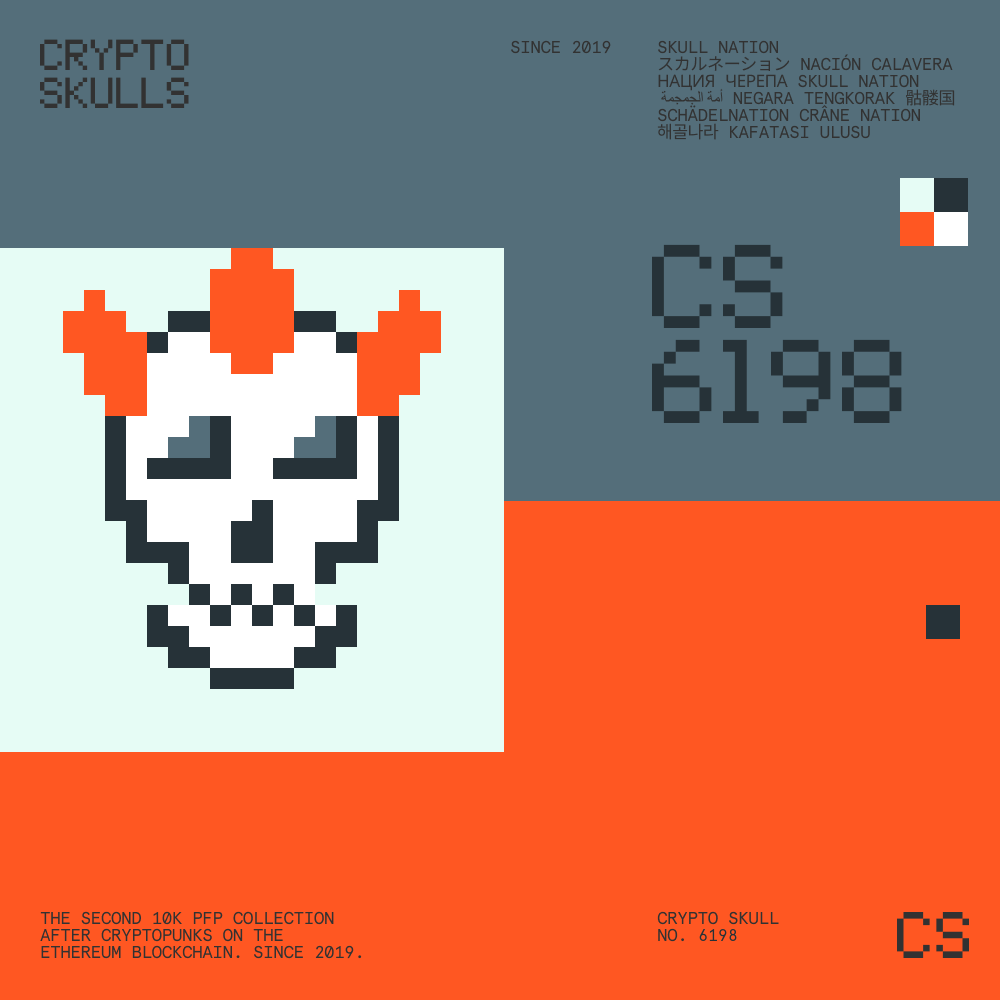 CRYPTO
SKULLS
SINCE 2019
SKULL NATION
スカルネーション NACIÓN CALAVERA
НАЦИЯ ЧЕРЕПА SKULL NATION
أمة الجمجمة NEGARA TENGKORAK 骷髅国
SCHÄDELNATION CRÂNE NATION
해골나라 KAFATASI ULUSU
CS
6198
THE SECOND 10K PFP COLLECTION
AFTER CRYPTOPUNKS ON THE
ETHEREUM BLOCKCHAIN. SINCE 2019.
CRYPTO SKULL
NO. 6198
CS